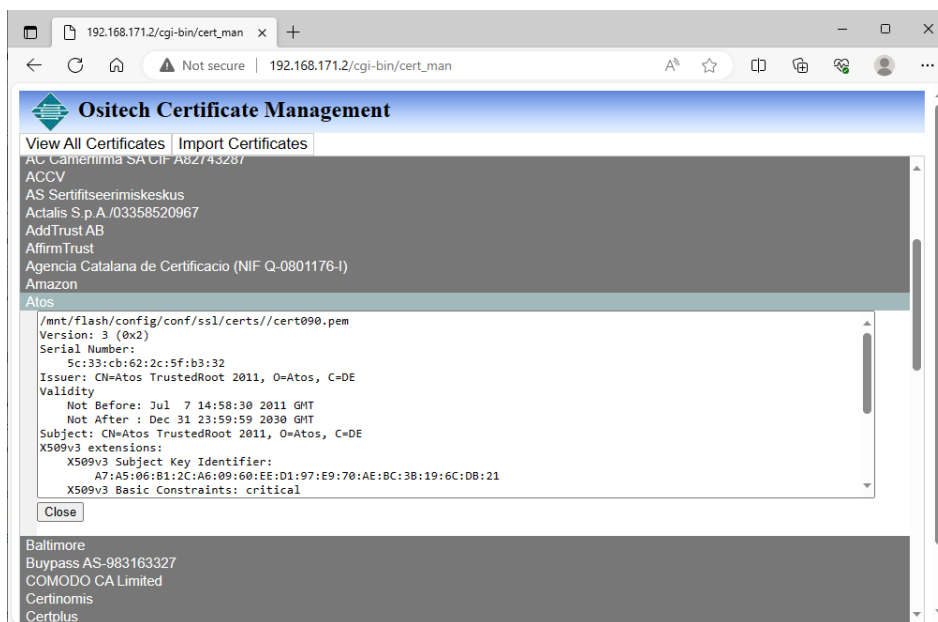 192.168.171.2/cgi-bin/cert_man
Not secure 192.168.171.2/cgi-bin/cert_man
Ositech Certificate Management
View All Certificates Import Certificates
AC Camerfirma SA CIF A82743287
ACCV
AS Sertifitseerimiskeskus
Actalis S.p.A./03358520967
AddTrust AB
AffirmTrust
Agencia Catalana de Certificacio (NIF Q-0801176-I)
Amazon
Atos
/mnt/flash/config/conf/ssl/certs//cert090.pem
Version: 3 (0x2)
Serial Number:
5c:33:cb:62:2c:5f:b3:32
Issuer: CN=Atos TrustedRoot 2011, O=Atos, C=DE
Validity
Not Before: Jul  7 14:58:30 2011 GMT
Not After : Dec 31 23:59:59 2030 GMT
Subject: CN=Atos TrustedRoot 2011, O=Atos, C=DE
X509v3 extensions:
X509v3 Subject Key Identifier:
A7:A5:06:B1:2C:A6:09:60:EE:D1:97:E9:70:AE:BC:3B:19:6C:DB:21
X509v3 Basic Constraints: critical
Close
Baltimore
Buypass AS-983163327
COMODO CA Limited
Certinomis
Certplus